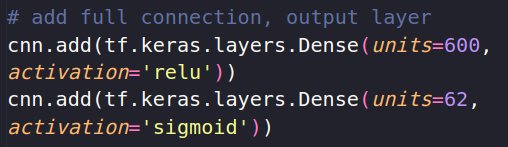 # add full connection, output layer
cnn.add(tf.keras.layers.Dense(units=600,
activation='relu'))
cnn.add(tf.keras.layers.Dense(units=62,
activation='sigmoid'))